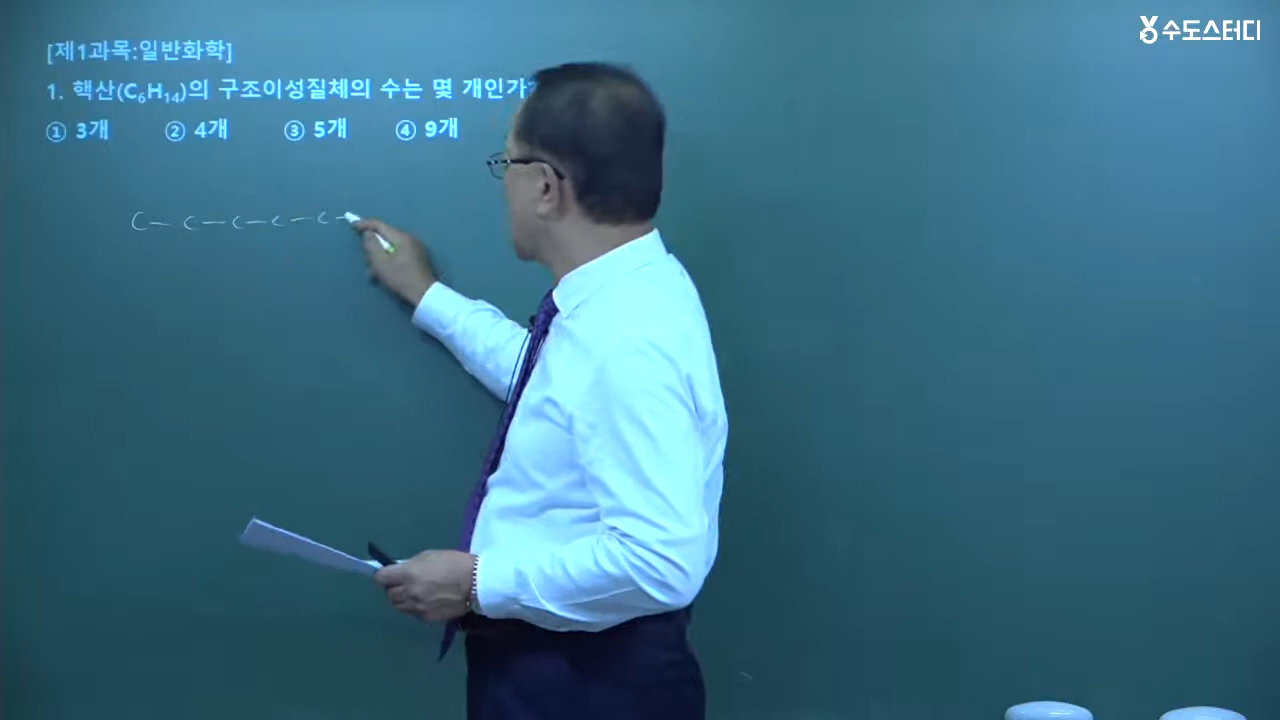 수도스터디
[제1과목:일반화학]
1. 헥산(C₆H₁₄)의 구조이성질체의 수는 몇 개인가
① 3개 ② 4개 ③ 5개 ④ 9개
C — C — C — C — C —